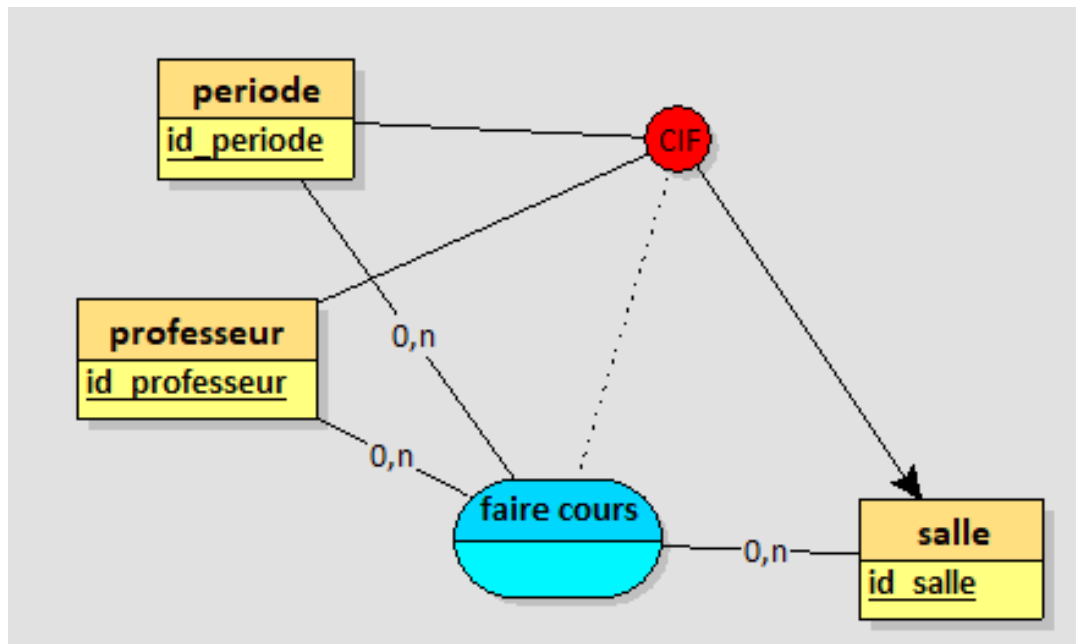 periode
id_periode
CIF
professeur
id_professeur
0,n
0,n
faire cours
0,n
salle
id_salle